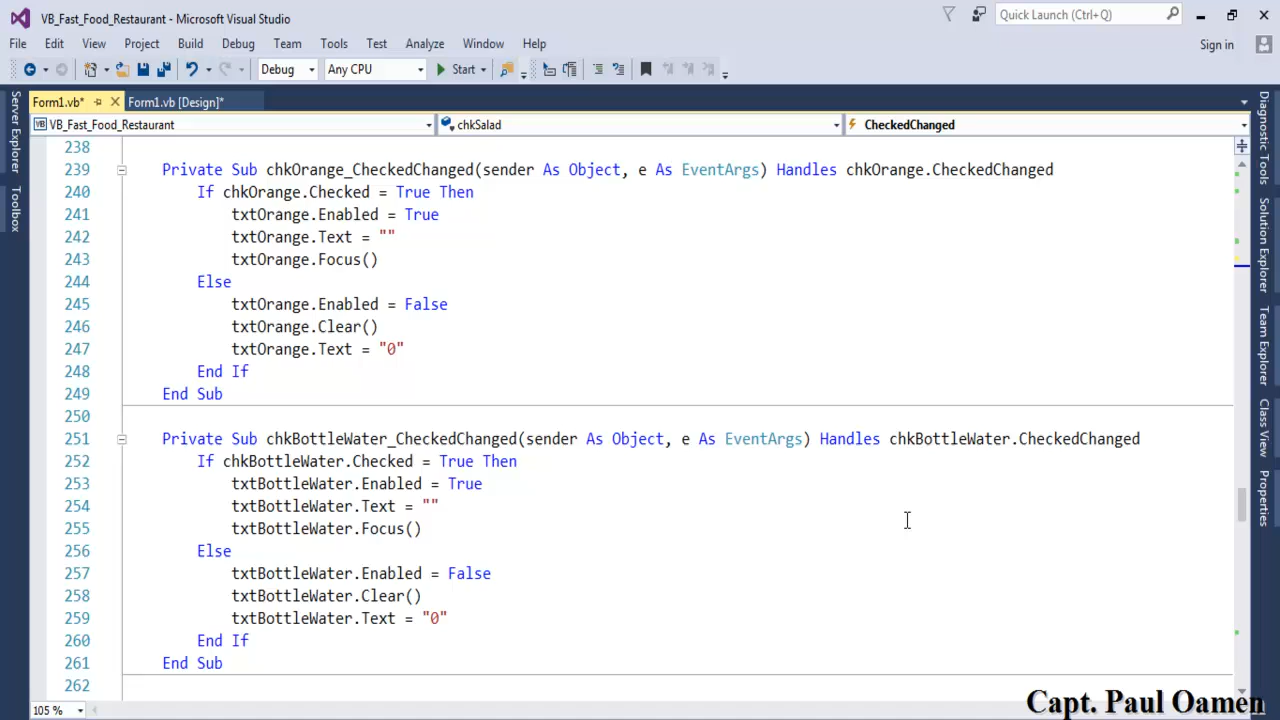 VB_Fast_Food_Restaurant - Microsoft Visual Studio
Quick Launch (Ctrl+Q)
File Edit View Project Build Debug Team Tools Test Analyze Window Help
Sign in
Debug Any CPU Start
Form1.vb* Form1.vb [Design]*
VB_Fast_Food_Restaurant chkSalad CheckedChanged
238
239 Private Sub chkOrange_CheckedChanged(sender As Object, e As EventArgs) Handles chkOrange.CheckedChanged
240 If chkOrange.Checked = True Then
241 txtOrange.Enabled = True
242 txtOrange.Text = ""
243 txtOrange.Focus()
244 Else
245 txtOrange.Enabled = False
246 txtOrange.Clear()
247 txtOrange.Text = "0"
248 End If
249 End Sub
250
251 Private Sub chkBottleWater_CheckedChanged(sender As Object, e As EventArgs) Handles chkBottleWater.CheckedChanged
252 If chkBottleWater.Checked = True Then
253 txtBottleWater.Enabled = True
254 txtBottleWater.Text = ""
255 txtBottleWater.Focus()
256 Else
257 txtBottleWater.Enabled = False
258 txtBottleWater.Clear()
259 txtBottleWater.Text = "0"
260 End If
261 End Sub
262
105 %
Server Explorer
Toolbox
Diagnostic Tools
Solution Explorer
Team Explorer
Class View
Properties
Capt. Paul Oamen